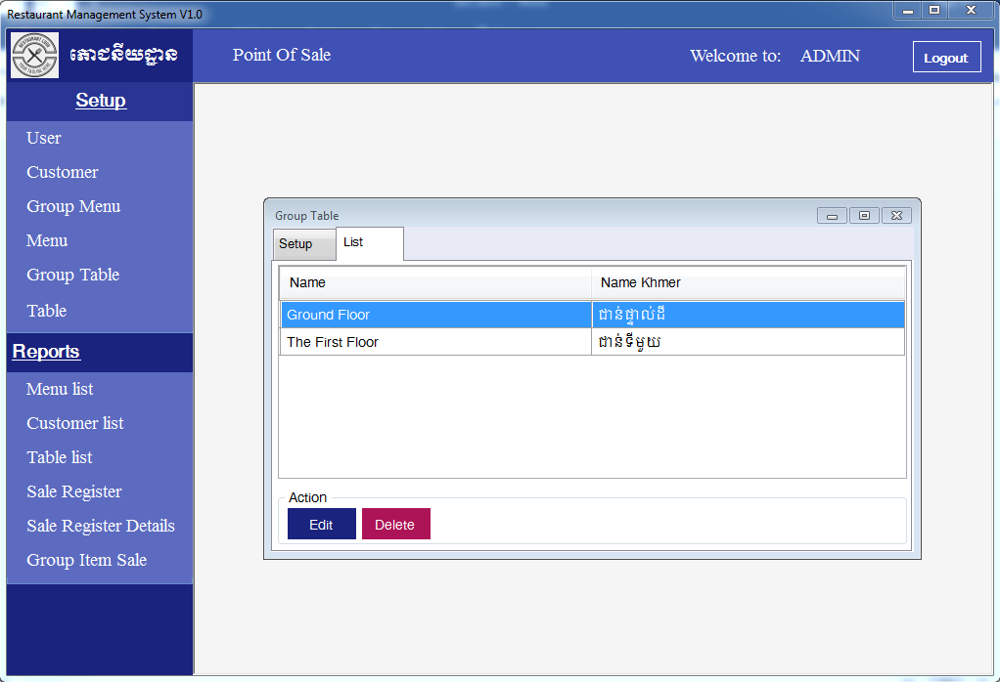 Restaurant Management System V1.0
ភោជនីយដ្ឋាន
Point Of Sale
Welcome to: ADMIN
Logout
Setup
User
Customer
Group Menu
Menu
Group Table
Table
Reports
Menu list
Customer list
Table list
Sale Register
Sale Register Details
Group Item Sale
Group Table
Setup List
Name Name Khmer
Ground Floor ជាន់ផ្ទាល់ដី
The First Floor ជាន់ទីមួយ
Action
Edit Delete